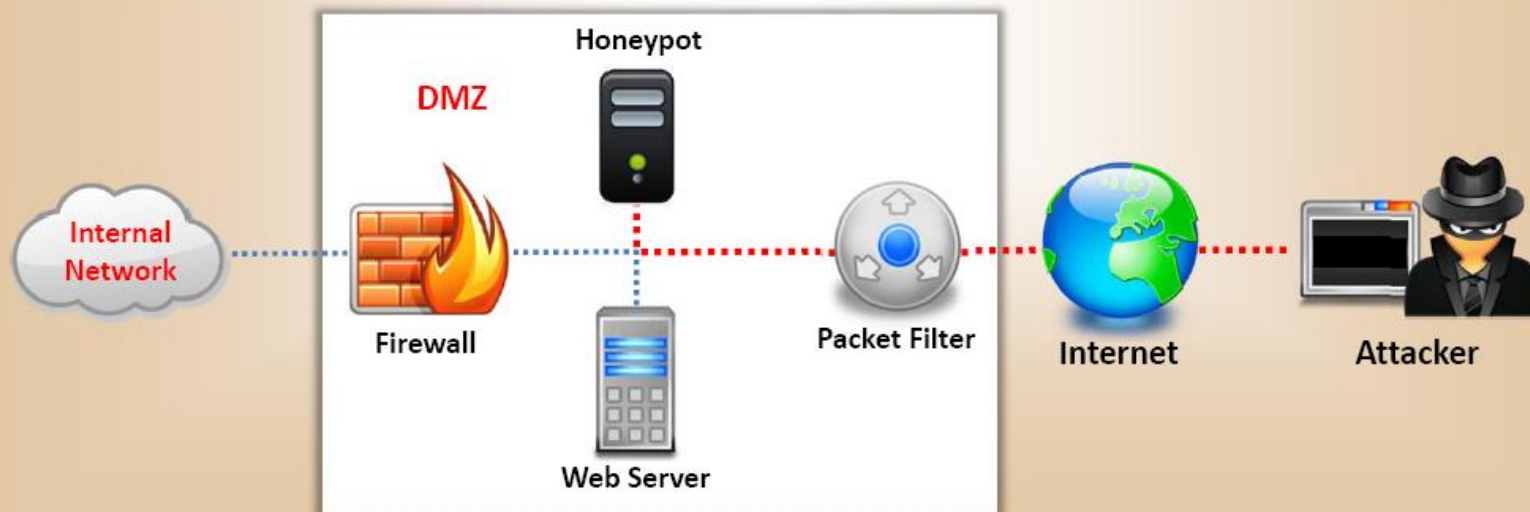 Honeypot
DMZ
Internal
Network
Firewall
Packet Filter
Internet
Attacker
Web Server